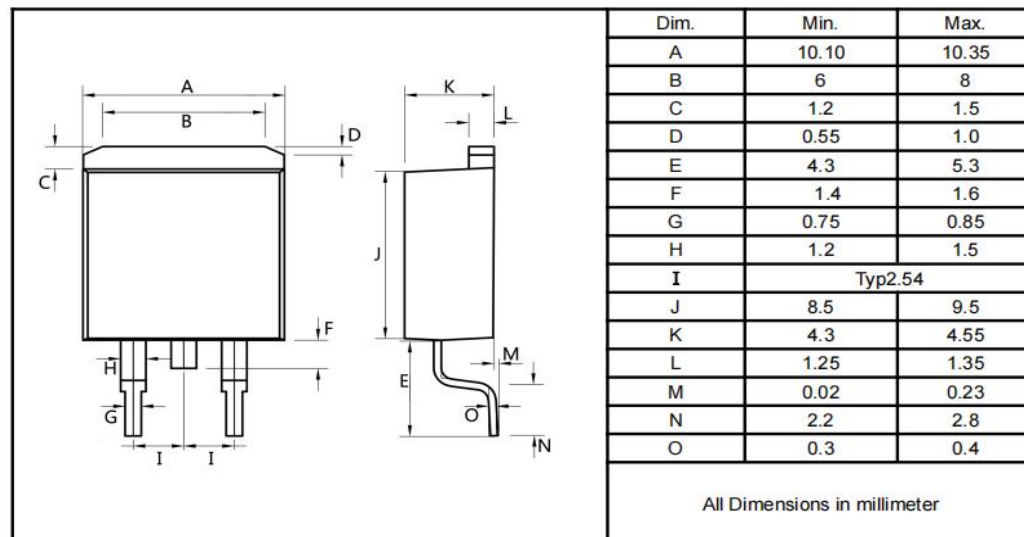 A
B
D
C
F
H
G
I I
K
L
J
M
E
O
N
Dim. Min. Max.
A 10.10 10.35
B 6 8
C 1.2 1.5
D 0.55 1.0
E 4.3 5.3
F 1.4 1.6
G 0.75 0.85
H 1.2 1.5
I Typ2.54
J 8.5 9.5
K 4.3 4.55
L 1.25 1.35
M 0.02 0.23
N 2.2 2.8
O 0.3 0.4
All Dimensions in millimeter